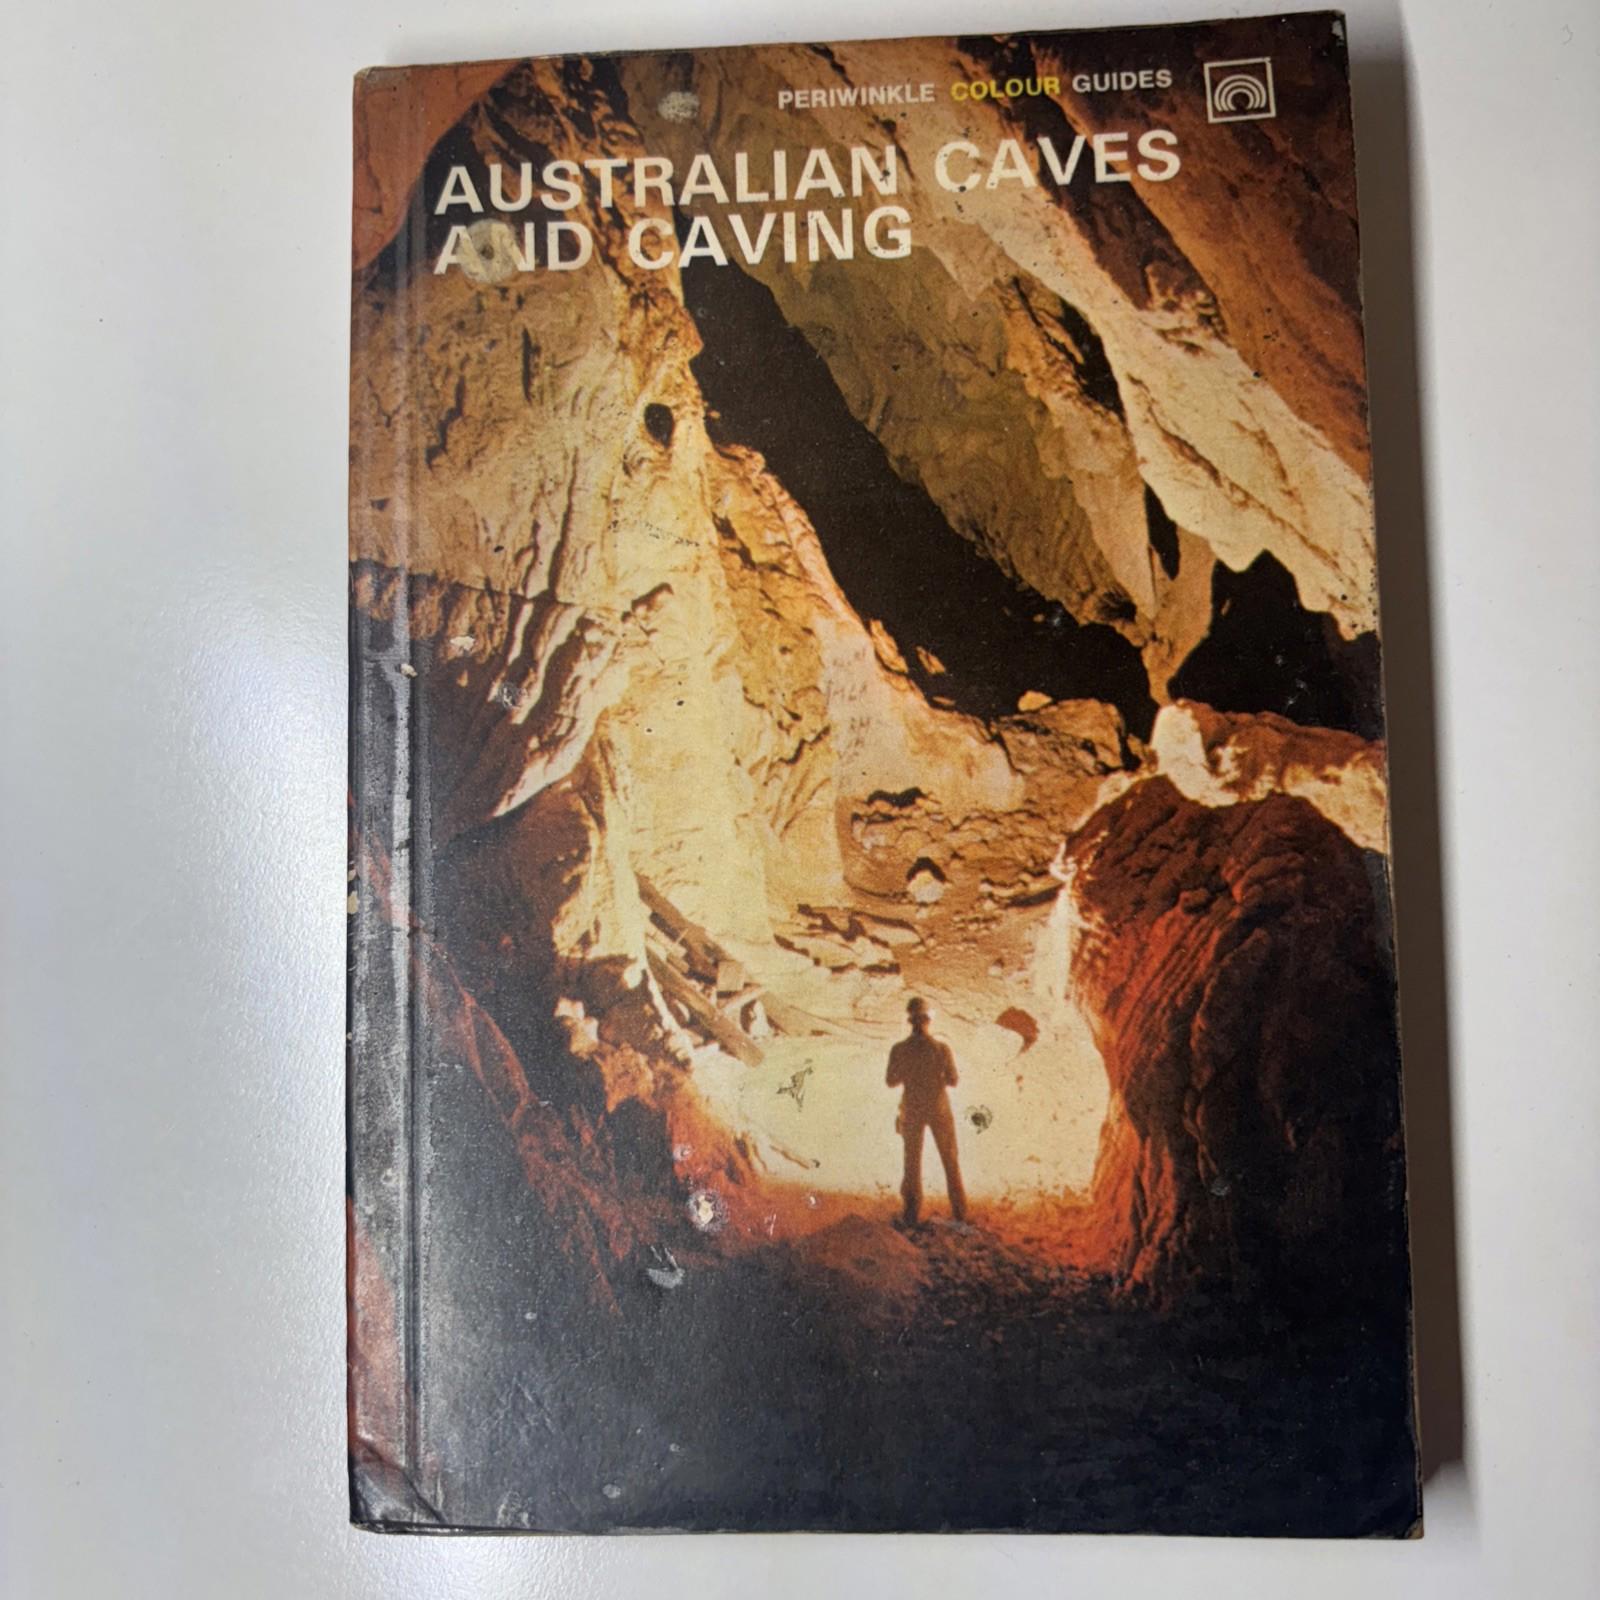 PERIWINKLE COLOUR GUIDES
AUSTRALIAN CAVES
AND CAVING